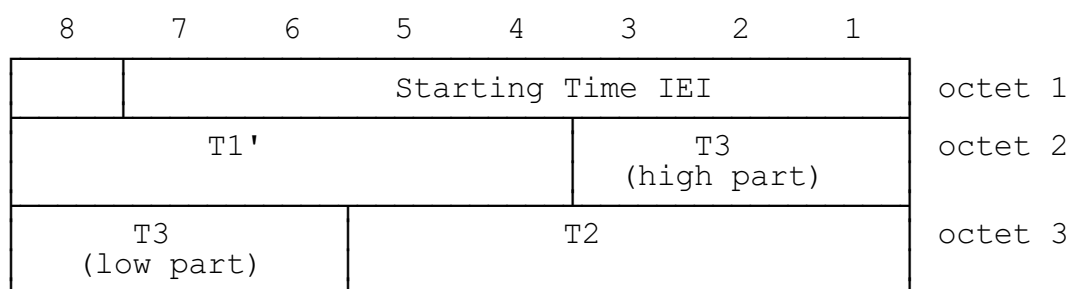 8 7 6 5 4 3 2 1
Starting Time IEI octet 1
T1' T3 octet 2
(high part)
T3 T2 octet 3
(low part)